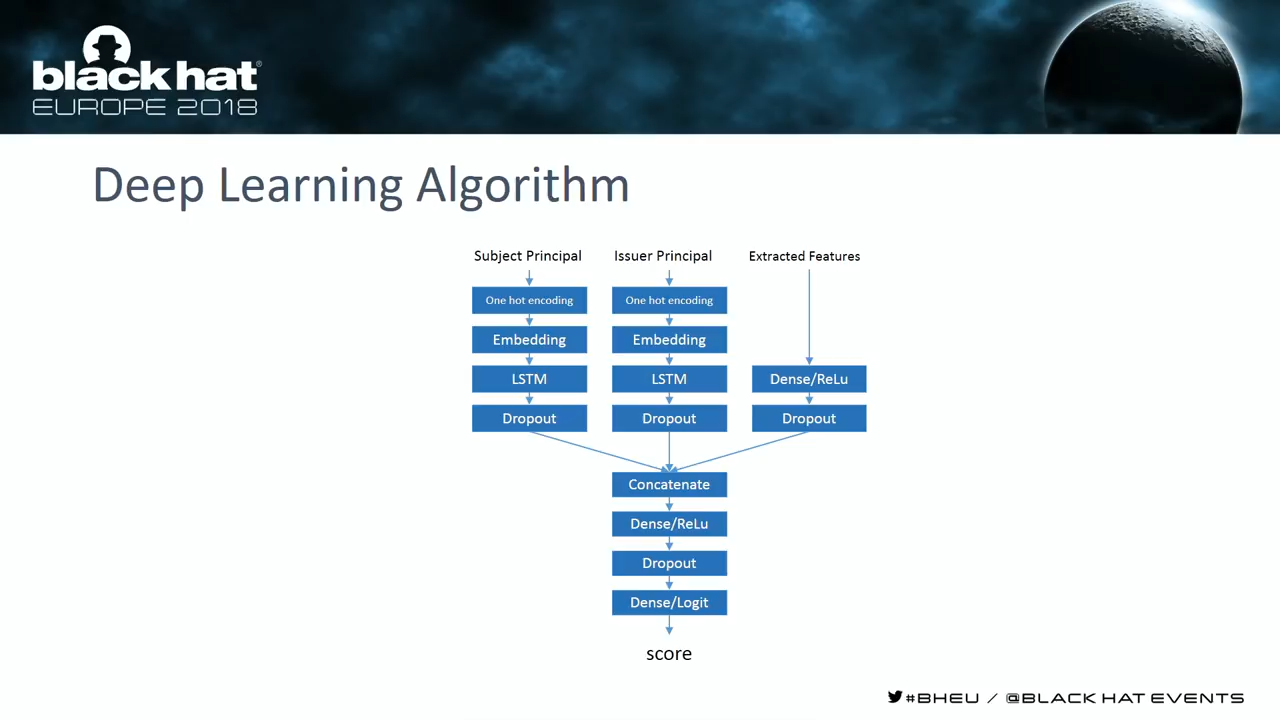 black hat®
EUROPE 2018
Deep Learning Algorithm
Subject Principal Issuer Principal Extracted Features
One hot encoding One hot encoding
Embedding Embedding
LSTM LSTM Dense/ReLu
Dropout Dropout Dropout
Concatenate
Dense/ReLu
Dropout
Dense/Logit
score
#BHEU / @BLACK HAT EVENTS